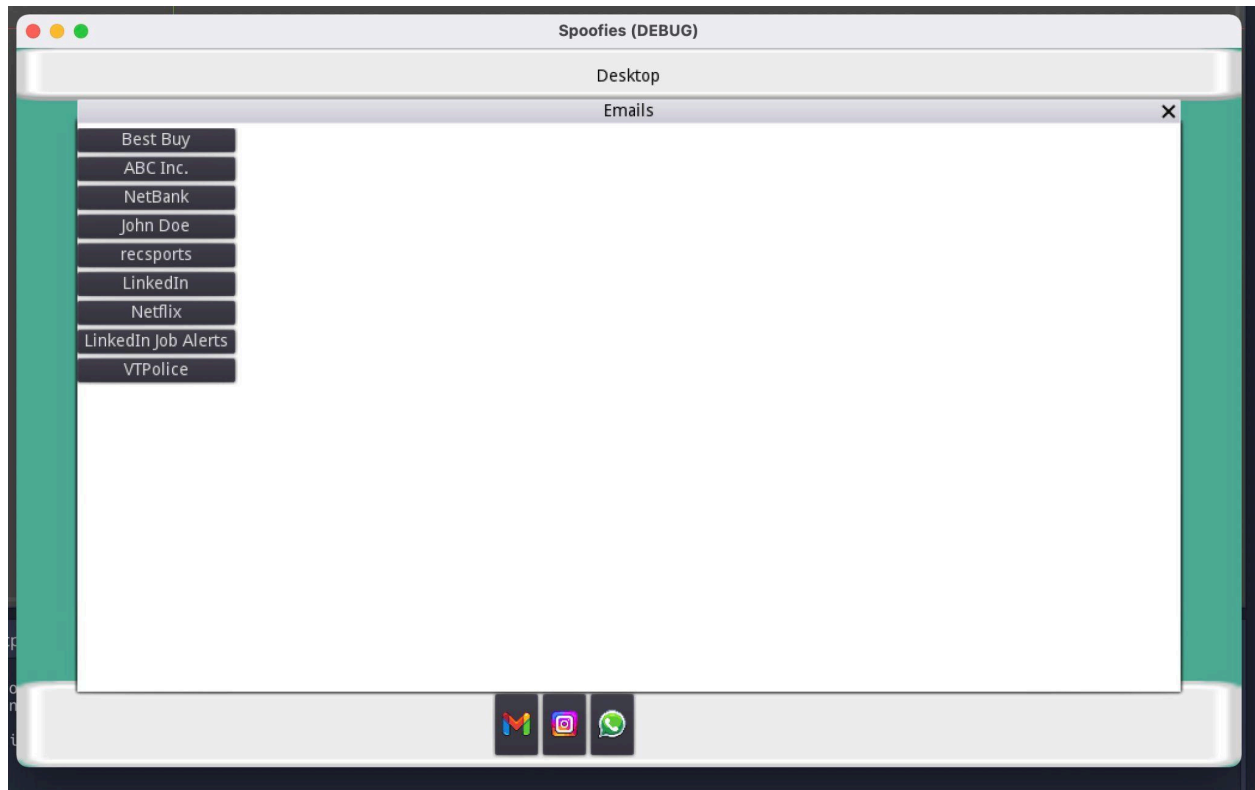 Spoofies (DEBUG)
Desktop
Emails
Best Buy
ABC Inc.
NetBank
John Doe
recsports
LinkedIn
Netflix
LinkedIn Job Alerts
VTPolice